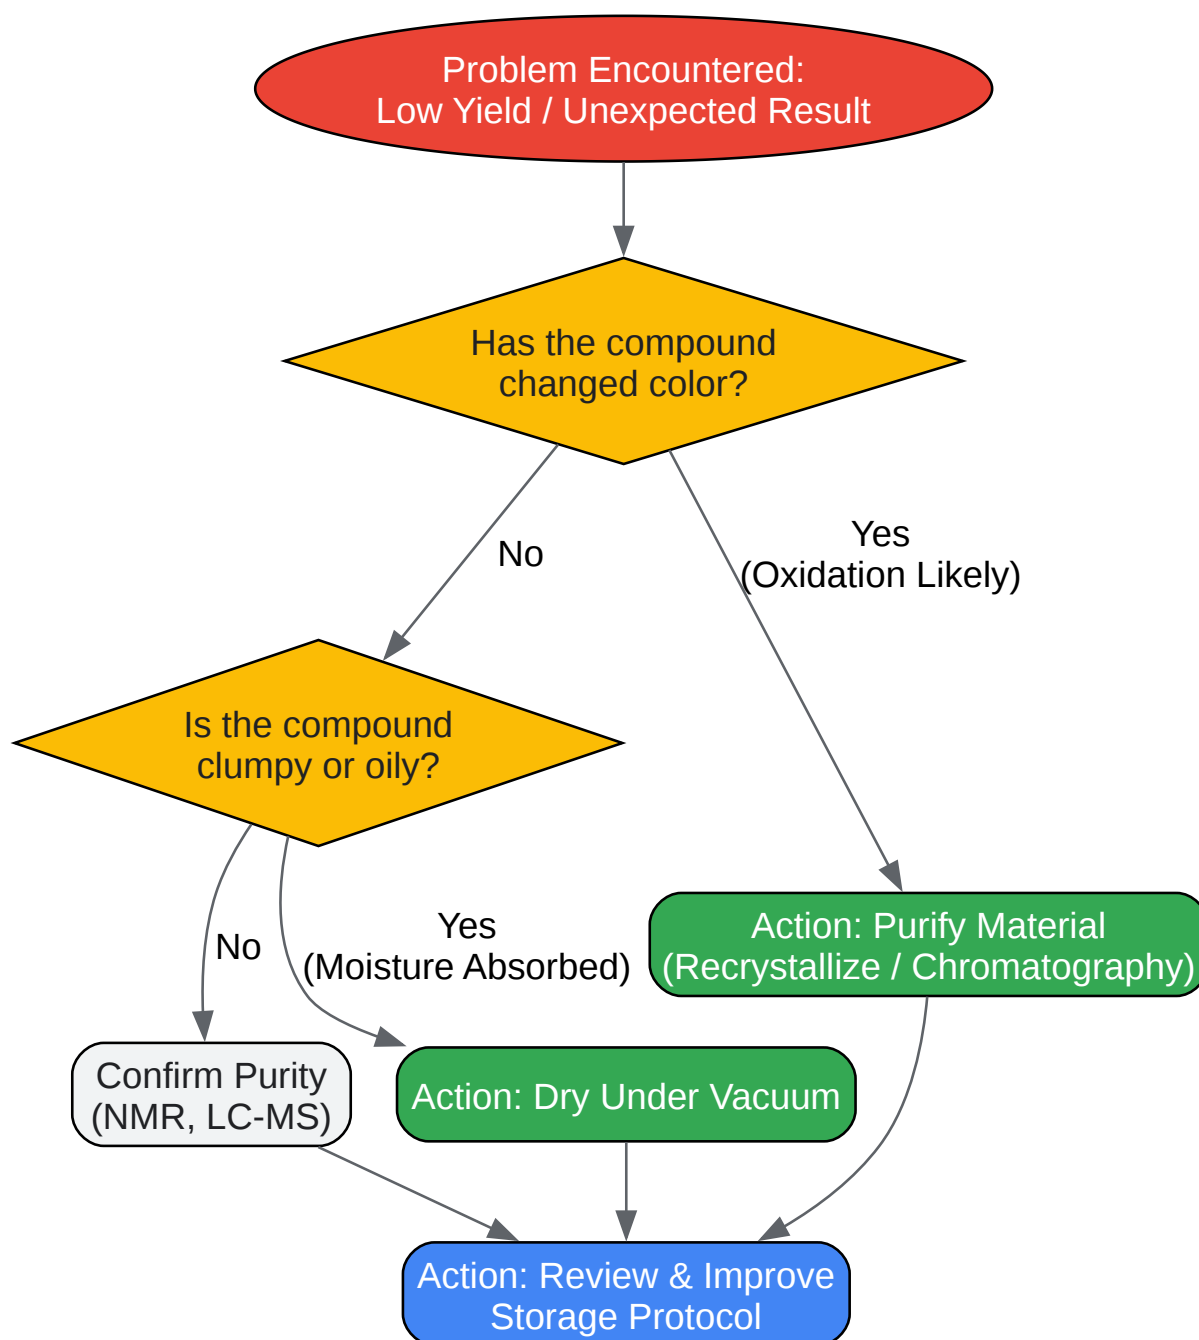 Problem Encountered:
Low Yield / Unexpected Result
Has the compound
changed color?
No
Yes
(Oxidation Likely)
Is the compound
clumpy or oily?
No
Yes
(Moisture Absorbed)
Action: Purify Material
(Recrystallize / Chromatography)
Confirm Purity
(NMR, LC-MS)
Action: Dry Under Vacuum
Action: Review & Improve
Storage Protocol